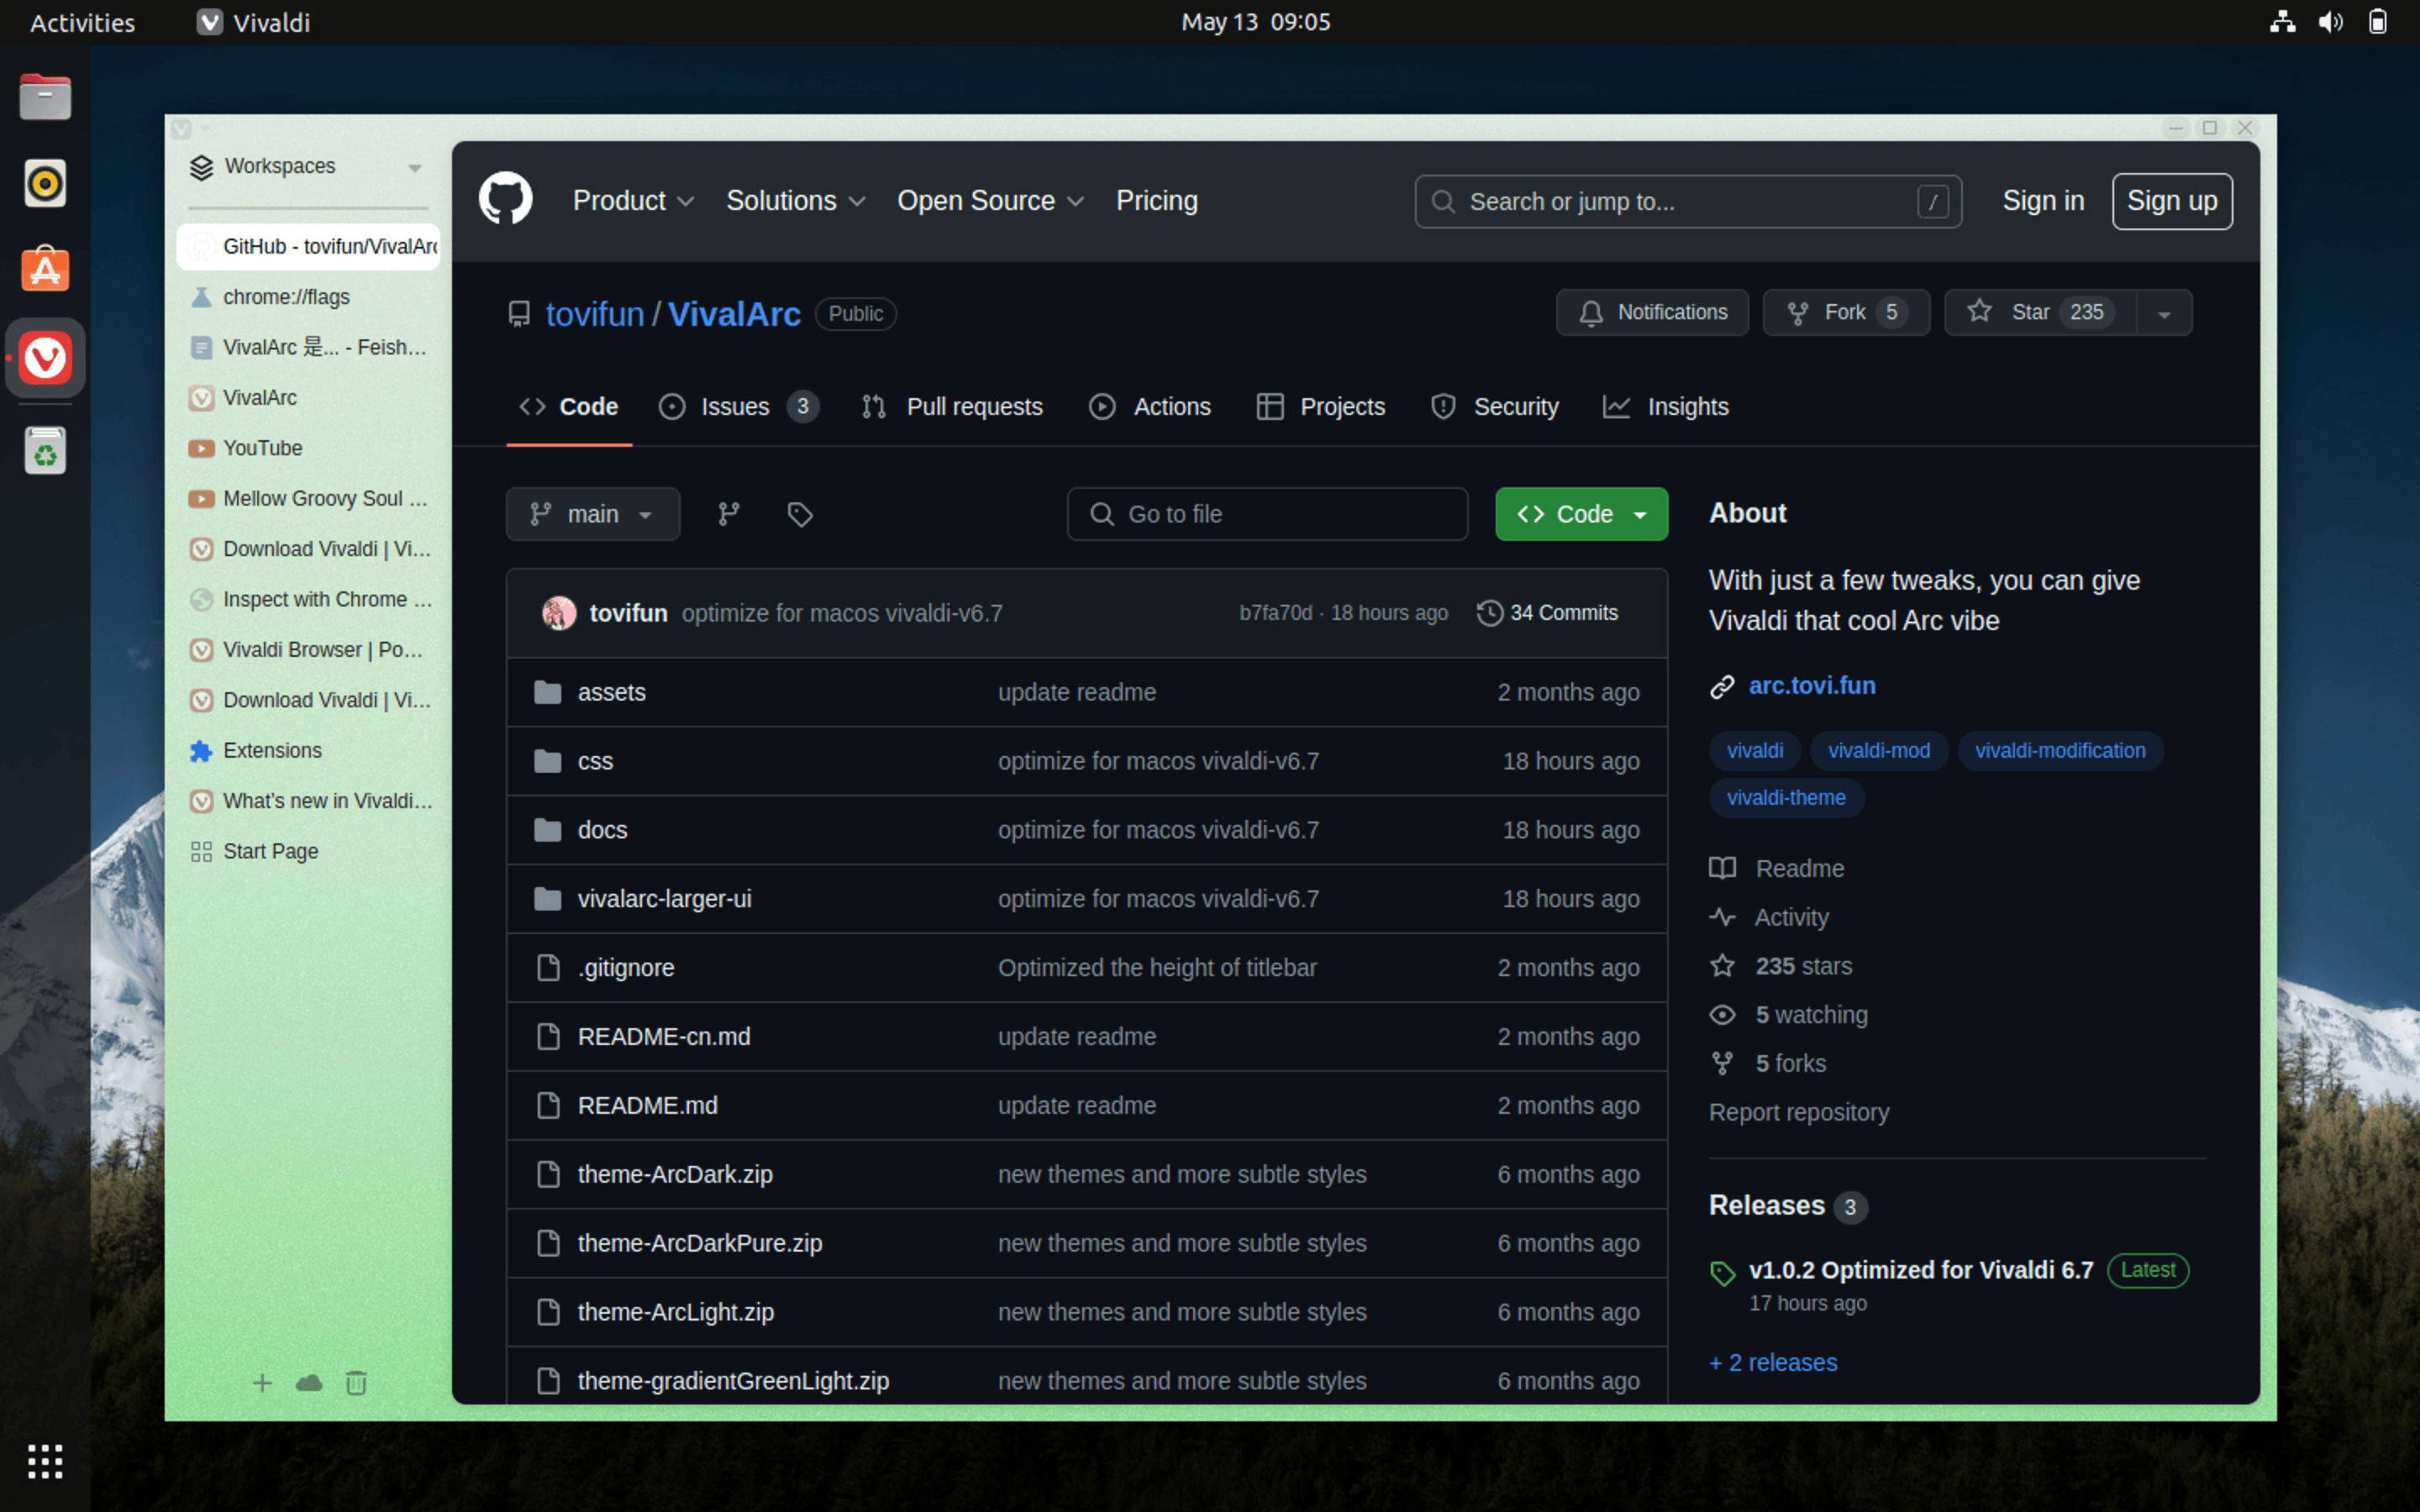 Activities
Vivaldi
May 13 09:05
Workspaces
GitHub - tovifun/VivalArc
chrome://flags
VivalArc 是... - Feish...
VivalArc
YouTube
Mellow Groovy Soul ...
Download Vivaldi | Vi...
Inspect with Chrome ...
Vivaldi Browser | Po...
Download Vivaldi | Vi...
Extensions
What's new in Vivaldi...
Start Page
Product Solutions Open Source Pricing
Search or jump to... /
Sign in
Sign up
tovifun / VivalArc Public
Notifications
Fork 5
Star 235
Code
Issues 3
Pull requests
Actions
Projects
Security
Insights
main
Go to file
Code
tovifun optimize for macos vivaldi-v6.7 b7fa70d · 18 hours ago 34 Commits
assets update readme 2 months ago
css optimize for macos vivaldi-v6.7 18 hours ago
docs optimize for macos vivaldi-v6.7 18 hours ago
vivalarc-larger-ui optimize for macos vivaldi-v6.7 18 hours ago
.gitignore Optimized the height of titlebar 2 months ago
README-cn.md update readme 2 months ago
README.md update readme 2 months ago
theme-ArcDark.zip new themes and more subtle styles 6 months ago
theme-ArcDarkPure.zip new themes and more subtle styles 6 months ago
theme-ArcLight.zip new themes and more subtle styles 6 months ago
theme-gradientGreenLight.zip new themes and more subtle styles 6 months ago
About
With just a few tweaks, you can give
Vivaldi that cool Arc vibe
arc.tovi.fun
vivaldi vivaldi-mod vivaldi-modification
vivaldi-theme
Readme
Activity
235 stars
5 watching
5 forks
Report repository
Releases 3
v1.0.2 Optimized for Vivaldi 6.7 Latest
17 hours ago
+ 2 releases